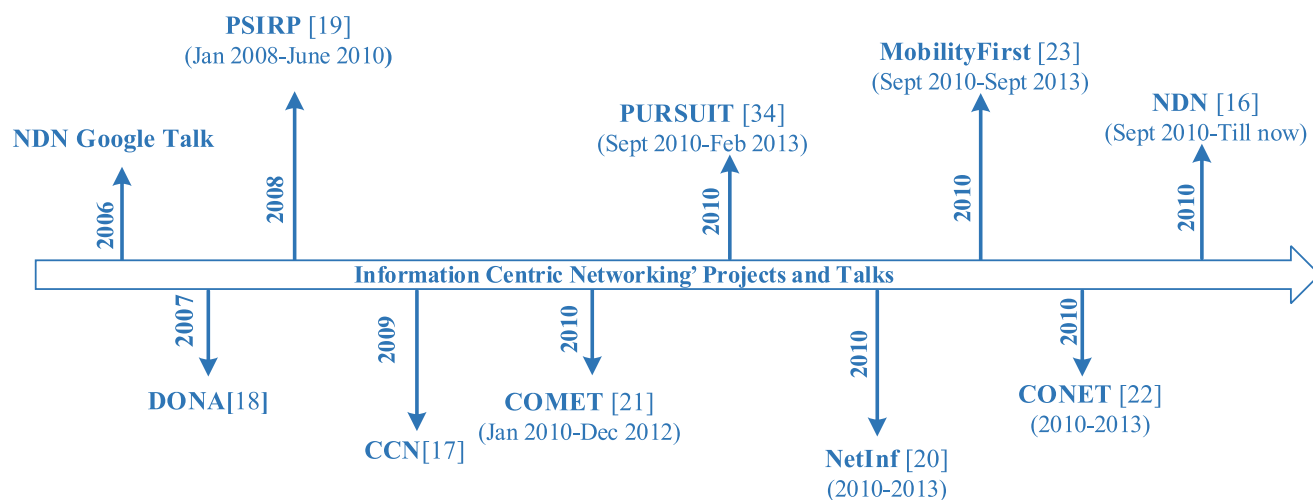 PSIRP [19]
(Jan 2008-June 2010)
MobilityFirst [23]
(Sept 2010-Sept 2013)
NDN Google Talk
PURSUIT [34]
(Sept 2010-Feb 2013)
NDN [16]
(Sept 2010-Till now)
2006
2008
2010
2010
2010
Information Centric Networking' Projects and Talks
2007
2009
2010
2010
2010
DONA[18]
CCN[17]
COMET [21]
(Jan 2010-Dec 2012)
NetInf [20]
(2010-2013)
CONET [22]
(2010-2013)